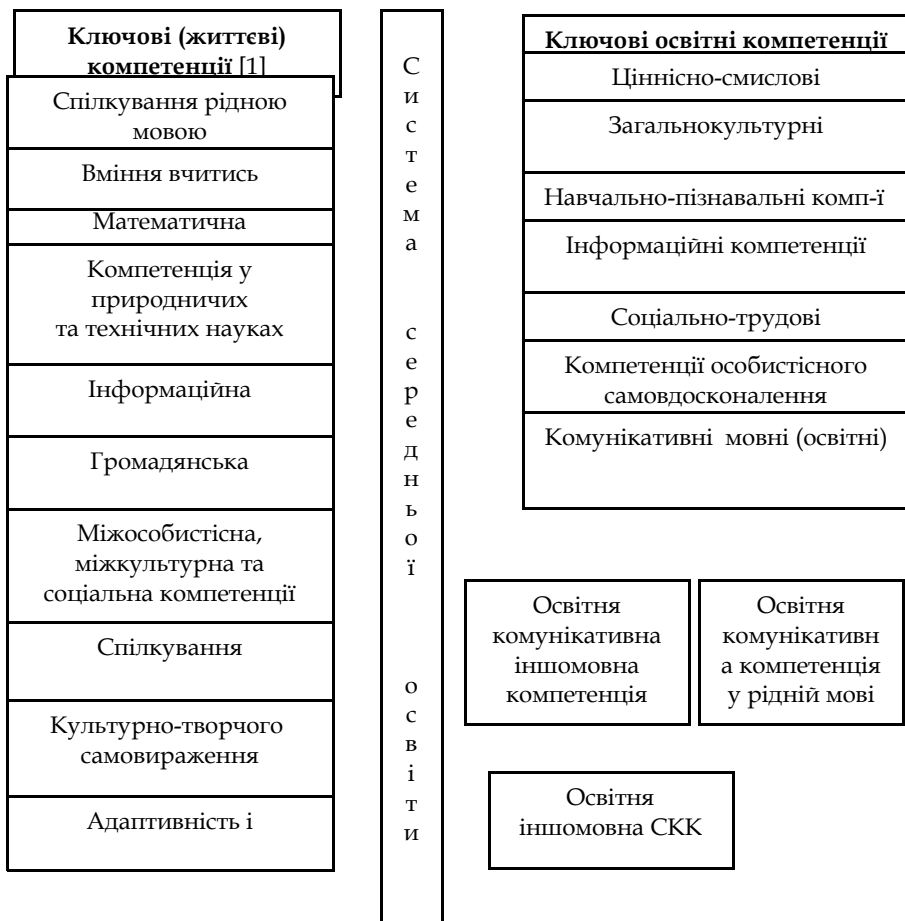 Ключові (життєві)
компетенції [1]
Спілкування рідною
мовою
Вміння вчитись
Математична
Компетенція у
природничих
та технічних науках
Інформаційна
Громадянська
Міжособистісна,
міжкультурна та
соціальна компетенції
Спілкування
Культурно-творчого
самовираження
Адаптивність і
С
и
с
т
е
м
а
с
е
р
е
д
н
ь
о
ї
о
с
в
і
т
и
Ключові освітні компетенції
Ціннісно-смислові
Загальнокультурні
Навчально-пізнавальні комп-ї
Інформаційні компетенції
Соціально-трудові
Компетенції особистісного
самовдосконалення
Комунікативні мовні (освітні)
Освітня
комунікативна
іншомовна
компетенція
Освітня
комунікативн
а компетенція
у рідній мові
Освітня
іншомовна СКК